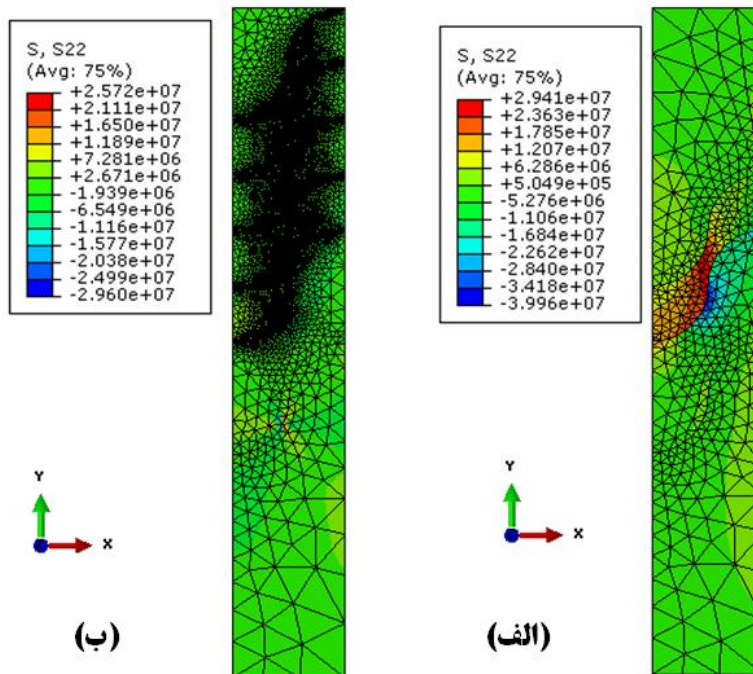 S, S22
(Avg: 75%)
+2.572e+07
+2.111e+07
+1.650e+07
+1.189e+07
+7.281e+06
+2.671e+06
-1.939e+06
-6.549e+06
-1.116e+07
-1.577e+07
-2.038e+07
-2.499e+07
-2.960e+07
Y
X
(ب)
S, S22
(Avg: 75%)
+2.941e+07
+2.363e+07
+1.785e+07
+1.207e+07
+6.286e+06
+5.049e+05
-5.276e+06
-1.106e+07
-1.684e+07
-2.262e+07
-2.840e+07
-3.418e+07
-3.996e+07
Y
X
(الف)